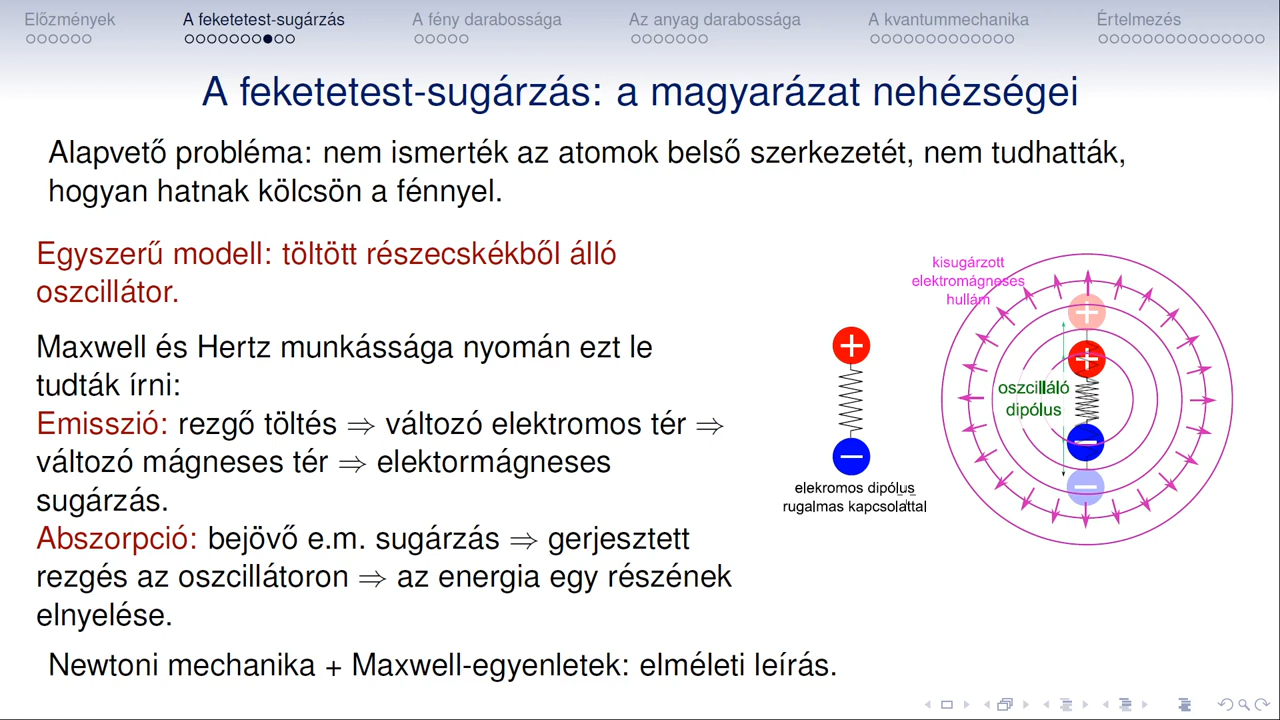 Előzmények
A feketetest-sugárzás
A fény darabossága
Az anyag darabossága
A kvantummechanika
Értelmezés
A feketetest-sugárzás: a magyarázat nehézségei
Alapvető probléma: nem ismerték az atomok belső szerkezetét, nem tudhatták,
hogyan hatnak kölcsön a fénnyel.
Egyszerű modell: töltött részecskékből álló
oszcillátor.
Maxwell és Hertz munkássága nyomán ezt le
tudták írni:
Emisszió: rezgő töltés ⇒ változó elektromos tér ⇒
változó mágneses tér ⇒ elektormágneses
sugárzás.
Abszorpció: bejövő e.m. sugárzás ⇒ gerjesztett
rezgés az oszcillátoron ⇒ az energia egy részének
elnyelése.
+
−
elekromos dipólus
rugalmas kapcsolattal
kisugárzott
elektromágneses
hullám
+
+
oszcilláló
dipólus
−
−
Newtoni mechanika + Maxwell-egyenletek: elméleti leírás.